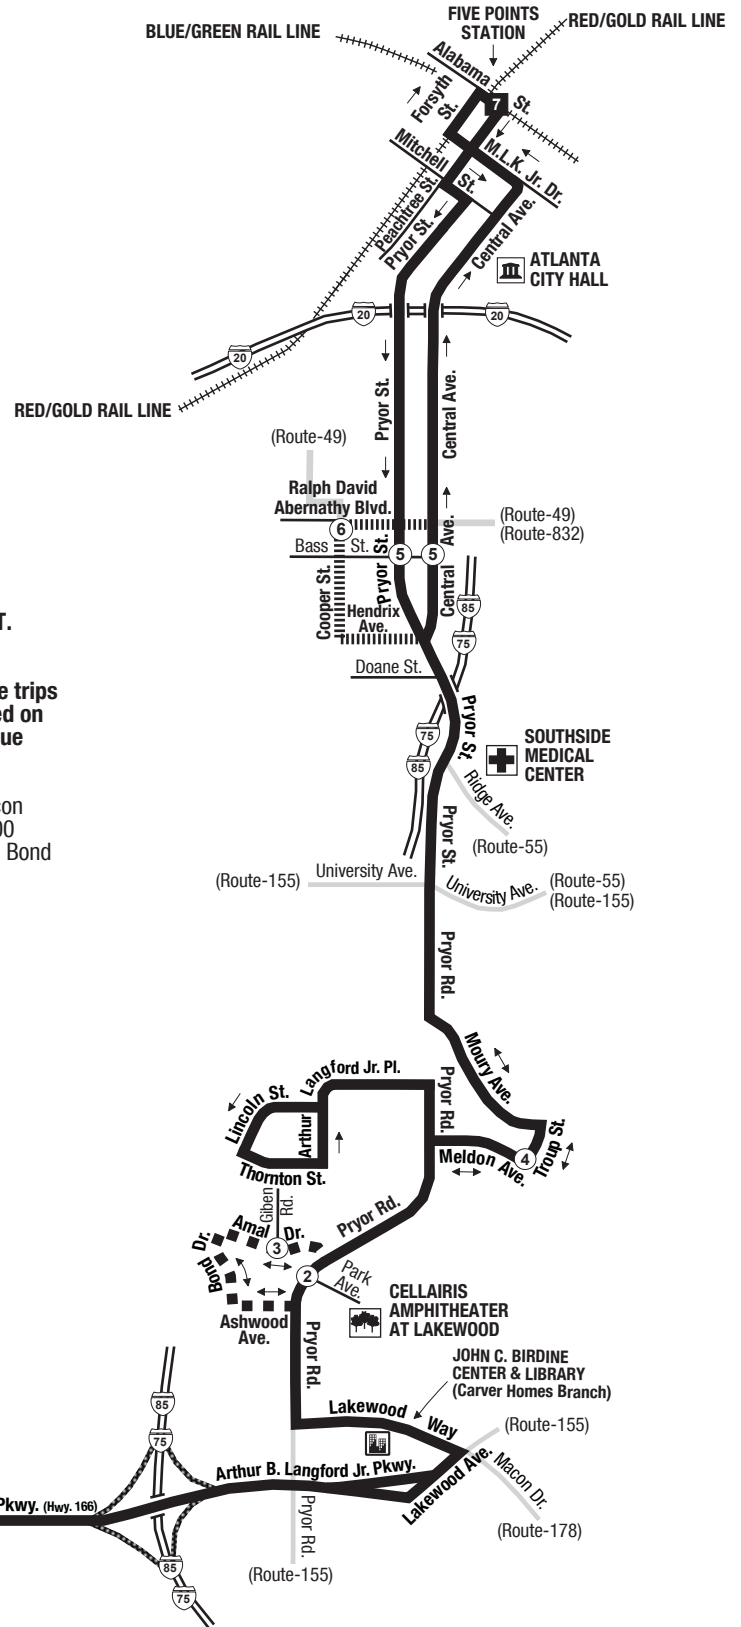 FIVE POINTS
STATION
RED/GOLD RAIL LINE
BLUE/GREEN RAIL LINE
Alabama
St.
7
Forsyth
St.
Mitchell
St.
M.L.K. Jr. Dr.
Peachtree St.
Pryor St.
Central Ave.
ATLANTA
CITY HALL
20
20
20
RED/GOLD RAIL LINE
Pryor St.
Central Ave.
(Route-49)
Ralph David
Abernathy Blvd.
(Route-49)
(Route-832)
6
Bass St.
5
5
Pryor St.
Central Ave.
Cooper St.
Hendrix
Ave.
85
75
T.
Doane St.
e trips
ed on
ue
Pryor St.
75
85
SOUTHSIDE
MEDICAL
CENTER
Ridge Ave.
(Route-55)
con
00
Bond
Pryor St.
University Ave.
(Route-155)
University Ave.
(Route-55)
(Route-155)
Pryor Rd.
Moury Ave.
Langford Jr. Pl.
Pryor Rd.
Lincoln St.
Arthur
Thornton St.
Meldon Ave.
4
Troup St.
Giben
Rd.
Pryor Rd.
Amal Dr.
3
Bond Dr.
2
Park
Ave.
Ashwood
Ave.
CELLAIRIS
AMPHITHEATER
AT LAKEWOOD
Pryor Rd.
JOHN C. BIRDINE
CENTER & LIBRARY
(Carver Homes Branch)
Lakewood Way
(Route-155)
85
75
Arthur B. Langford Jr. Pkwy.
Lakewood Ave.
Macon Dr.
(Route-178)
Pkwy. (Hwy. 166)
Pryor Rd.
(Route-155)
85
75